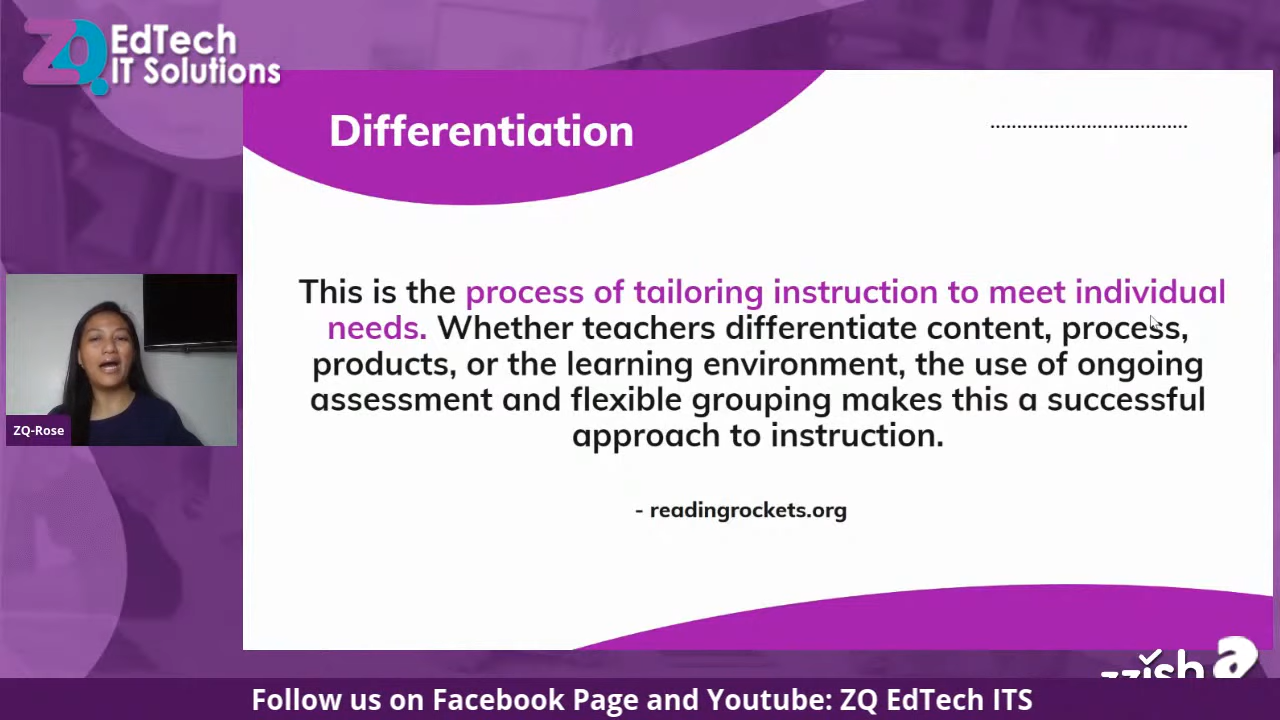 ZQ EdTech
IT Solutions
Differentiation
This is the process of tailoring instruction to meet individual
needs. Whether teachers differentiate content, process,
products, or the learning environment, the use of ongoing
assessment and flexible grouping makes this a successful
approach to instruction.
- readingrockets.org
ZQ-Rose
zzish a
Follow us on Facebook Page and Youtube: ZQ EdTech ITS